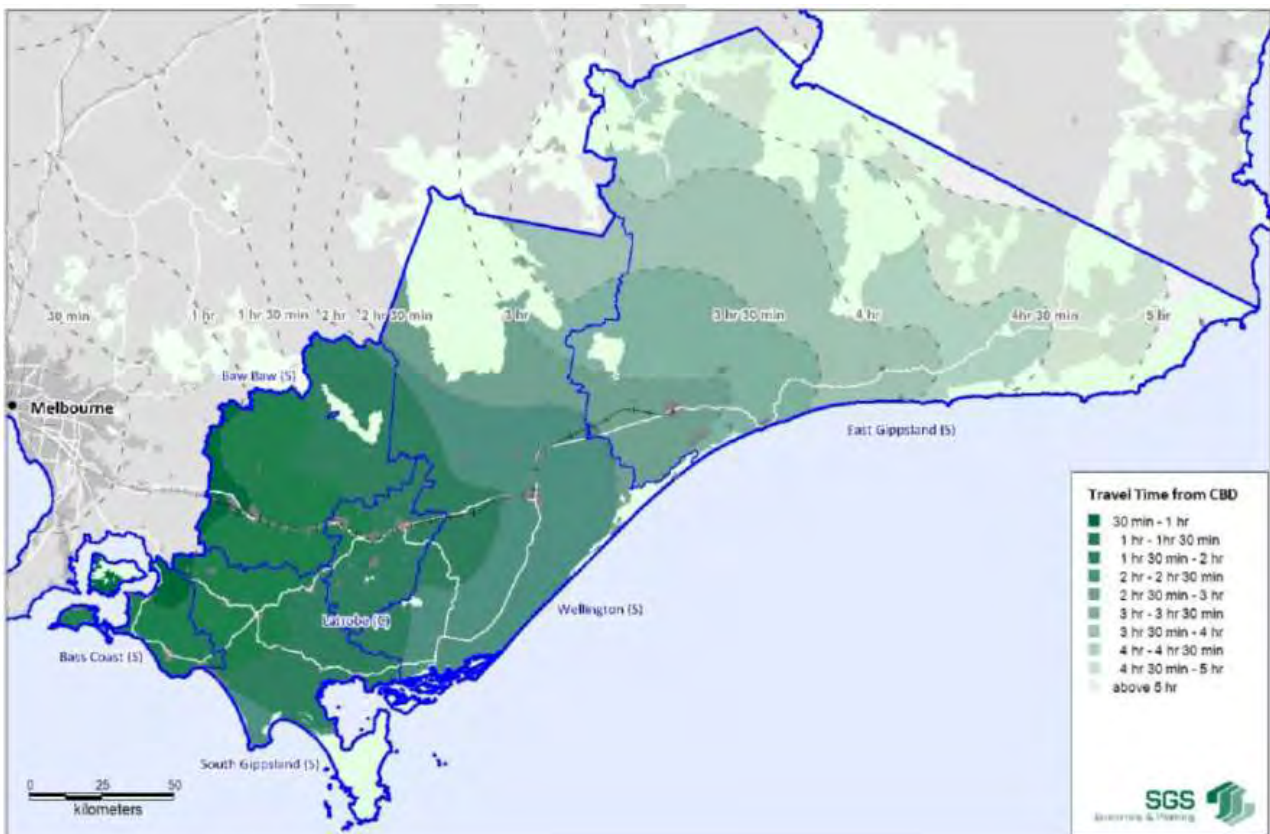 30 min
1 hr
1 hr 30 min
2 hr
2 hr 30 min
3 hr
3 hr 30 min
4 hr
4hr 30 min
5 hr
Baw Baw (S)
Melbourne
East Gippsland (S)
Wellington (S)
Latrobe (C)
Bass Coast (S)
South Gippsland (S)
0 25 50
kilometers
Travel Time from CBD
30 min - 1 hr
1 hr - 1hr 30 min
1 hr 30 min - 2 hr
2 hr - 2 hr 30 min
2 hr 30 min - 3 hr
3 hr - 3 hr 30 min
3 hr 30 min - 4 hr
4 hr - 4 hr 30 min
4 hr 30 min - 5 hr
above 5 hr
SGS
Economics & Planning